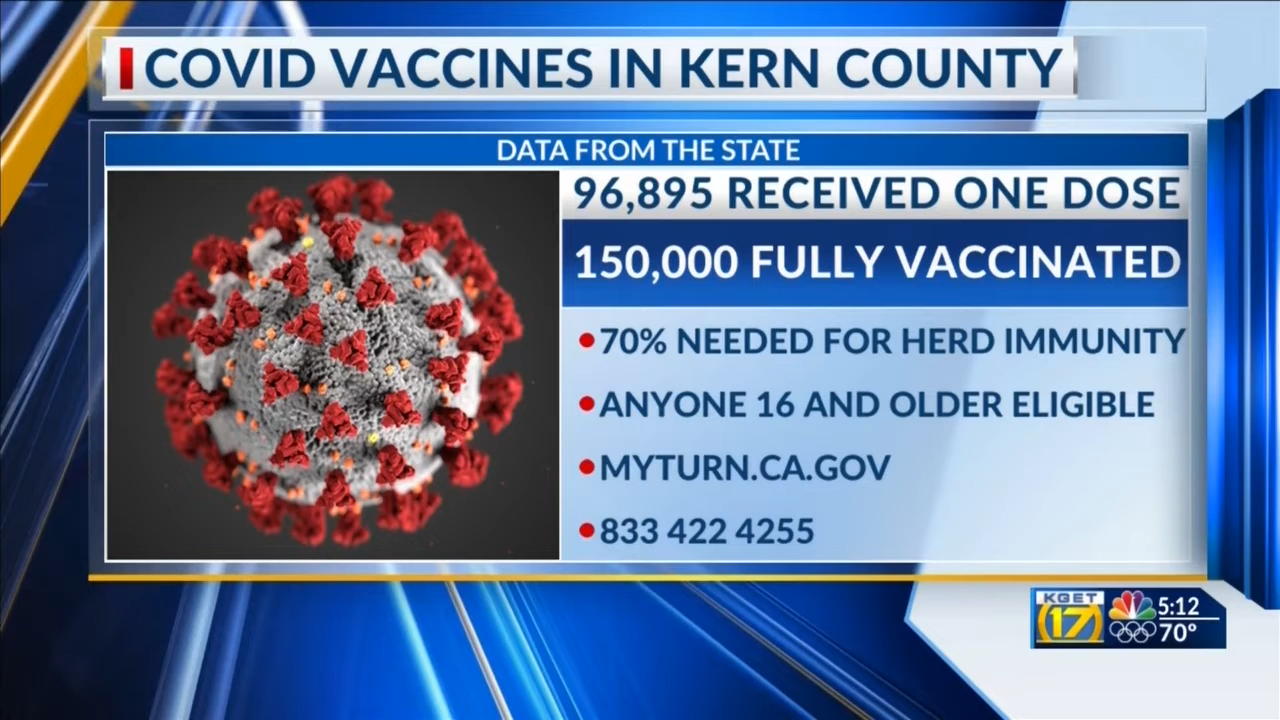 COVID VACCINES IN KERN COUNTY
DATA FROM THE STATE
96,895 RECEIVED ONE DOSE
150,000 FULLY VACCINATED
•70% NEEDED FOR HERD IMMUNITY
•ANYONE 16 AND OLDER ELIGIBLE
•MYTURN.CA.GOV
•833 422 4255
KGET
17
5:12
70°